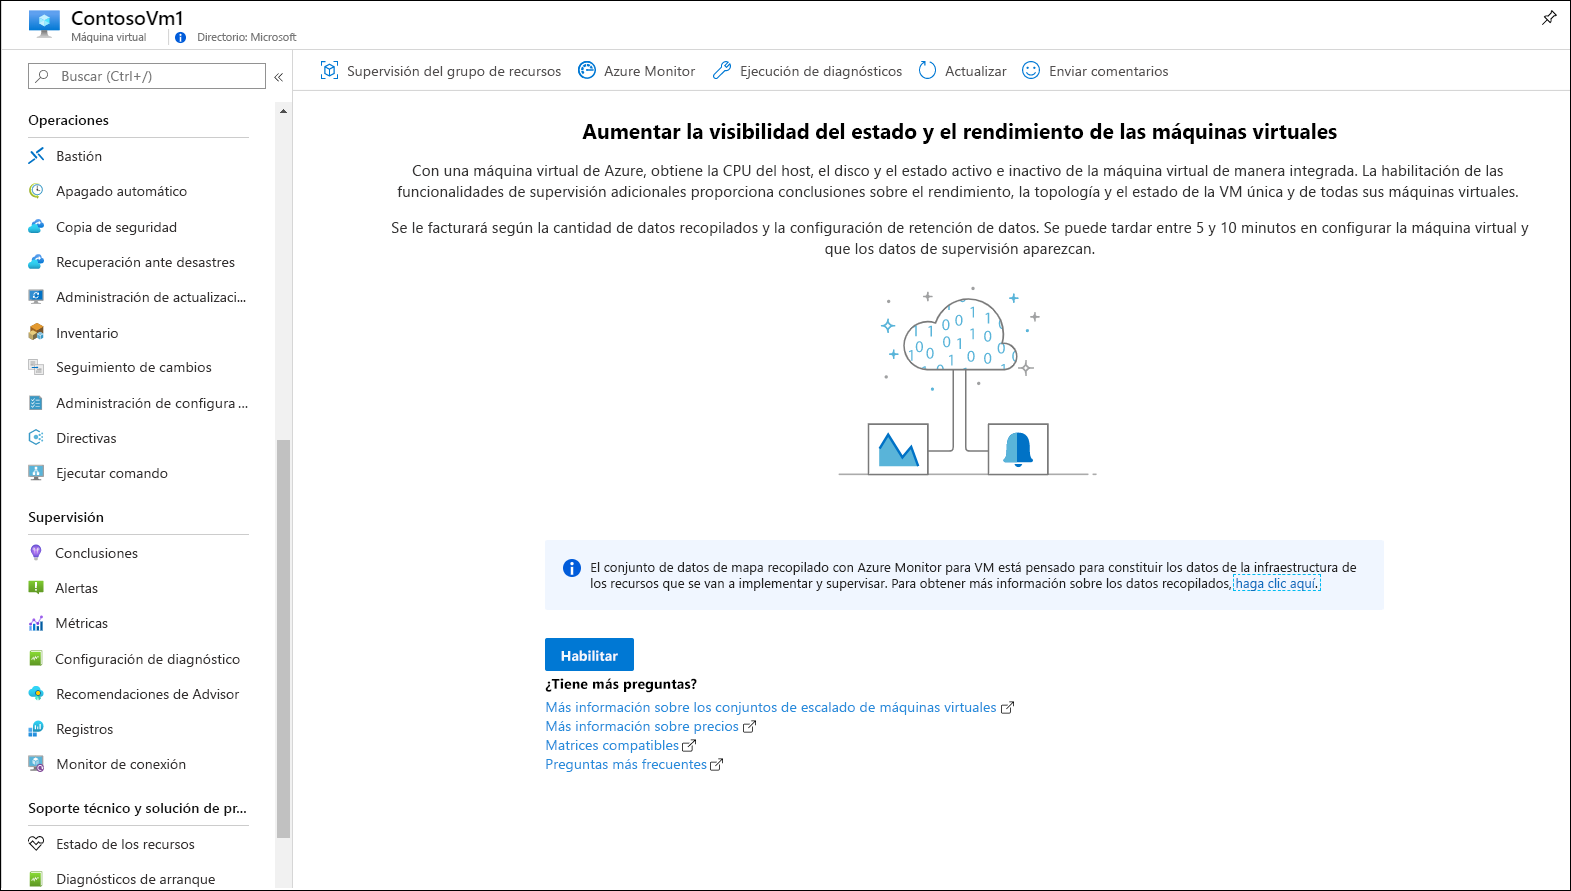 ContosoVm1
Máquina virtual
Directorio: Microsoft
Buscar (Ctrl+/)
«
Supervisión del grupo de recursos
Azure Monitor
Ejecución de diagnósticos
Actualizar
Enviar comentarios
Operaciones
Bastión
Apagado automático
Copia de seguridad
Recuperación ante desastres
Administración de actualizaci...
Inventario
Seguimiento de cambios
Administración de configura ...
Directivas
Ejecutar comando
Supervisión
Conclusiones
Alertas
Métricas
Configuración de diagnóstico
Recomendaciones de Advisor
Registros
Monitor de conexión
Soporte técnico y solución de pr...
Estado de los recursos
Diagnósticos de arranque
Aumentar la visibilidad del estado y el rendimiento de las máquinas virtuales
Con una máquina virtual de Azure, obtiene la CPU del host, el disco y el estado activo e inactivo de la máquina virtual de manera integrada. La habilitación de las
funcionalidades de supervisión adicionales proporciona conclusiones sobre el rendimiento, la topología y el estado de la VM única y de todas sus máquinas virtuales.
Se le facturará según la cantidad de datos recopilados y la configuración de retención de datos. Se puede tardar entre 5 y 10 minutos en configurar la máquina virtual y
que los datos de supervisión aparezcan.
El conjunto de datos de mapa recopilado con Azure Monitor para VM está pensado para constituir los datos de la infraestructura de
los recursos que se van a implementar y supervisar. Para obtener más información sobre los datos recopilados, haga clic aquí.
Habilitar
¿Tiene más preguntas?
Más información sobre los conjuntos de escalado de máquinas virtuales
Más información sobre precios
Matrices compatibles
Preguntas más frecuentes